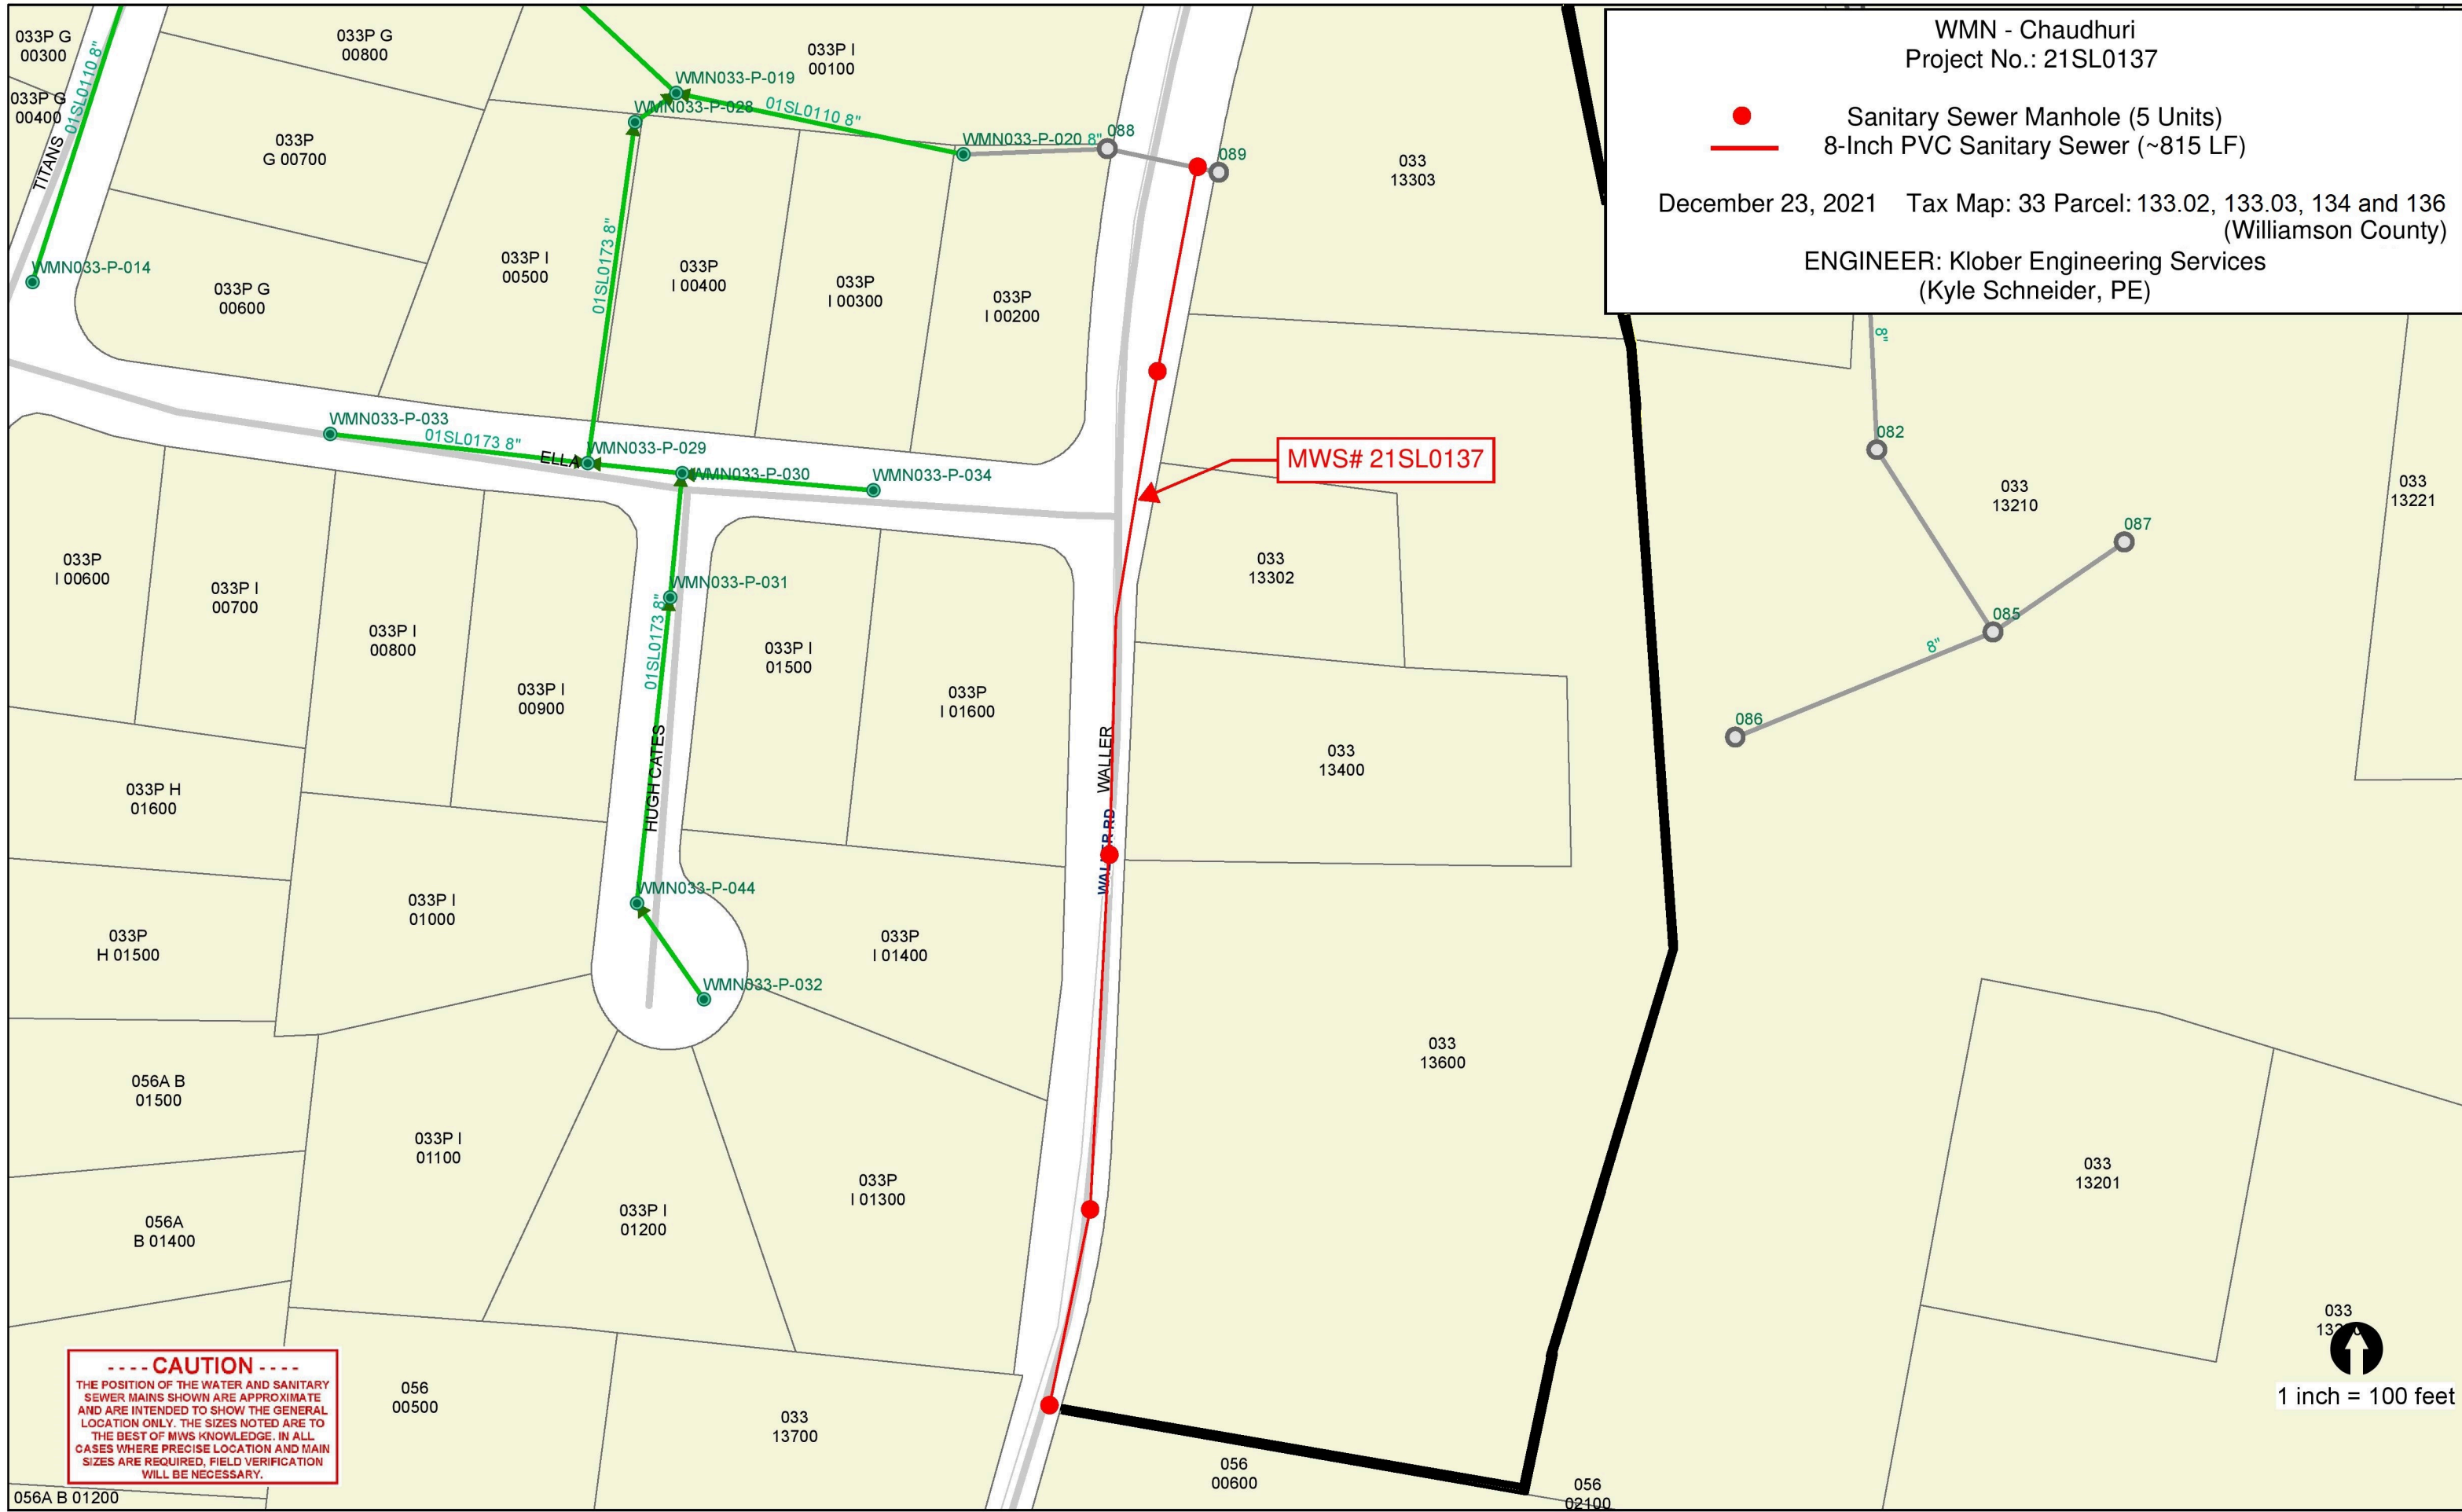 WMN - Chaudhuri
Project No.: 21SL0137
Sanitary Sewer Manhole (5 Units)
8-Inch PVC Sanitary Sewer (~815 LF)
December 23, 2021 Tax Map: 33 Parcel: 133.02, 133.03, 134 and 136
(Williamson County)
ENGINEER: Klober Engineering Services
(Kyle Schneider, PE)
033P G
00300
033P G
00800
033P I
00100
033P G
00400
01SL0110 8"
TITANS
033P
G 00700
WMN033-P-019
WMN033-P-028
01SL0110 8"
WMN033-P-020 8"
088
089
033
13303
WMN033-P-014
033P G
00600
033P I
00500
01SL0173 8"
033P
I 00400
033P
I 00300
033P
I 00200
8"
WMN033-P-033
01SL0173 8"
ELLA
WMN033-P-029
WMN033-P-030
WMN033-P-034
MWS# 21SL0137
082
033
13210
087
033
13221
033P
I 00600
033P I
00700
033P I
00800
033P I
00900
WMN033-P-031
01SL0173 8"
033P I
01500
033P
I 01600
033
13302
085
8"
086
HUGH CATES
WALLER
WALLER RD
033
13400
033P H
01600
033P
H 01500
033P I
01000
WMN033-P-044
WMN033-P-032
033P
I 01400
033
13600
056A B
01500
033P I
01100
056A
B 01400
033P I
01200
033P
I 01300
033
13201
033
---- CAUTION ----
THE POSITION OF THE WATER AND SANITARY
SEWER MAINS SHOWN ARE APPROXIMATE
AND ARE INTENDED TO SHOW THE GENERAL
LOCATION ONLY. THE SIZES NOTED ARE TO
THE BEST OF MWS KNOWLEDGE. IN ALL
CASES WHERE PRECISE LOCATION AND MAIN
SIZES ARE REQUIRED, FIELD VERIFICATION
WILL BE NECESSARY.
056
00500
033
13700
056
00600
056
02100
056A B 01200
1 inch = 100 feet